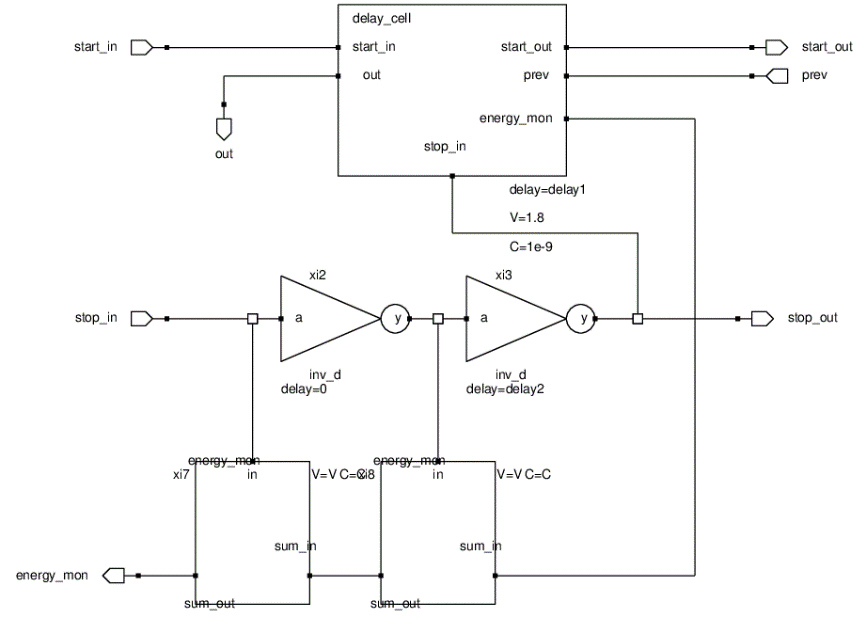 delay_cell
start_in
start_in
start_out
start_out
out
prev
prev
energy_mon
stop_in
out
delay=delay1
V=1.8
C=1e-9
xi2
xi3
stop_in
a
y
a
y
stop_out
inv_d
delay=0
inv_d
delay=delay2
energy_mon
energy_mon
xi7
in
V=V C=C
xi8
in
V=V C=C
sum_in
sum_in
energy_mon
sum_out
sum_out